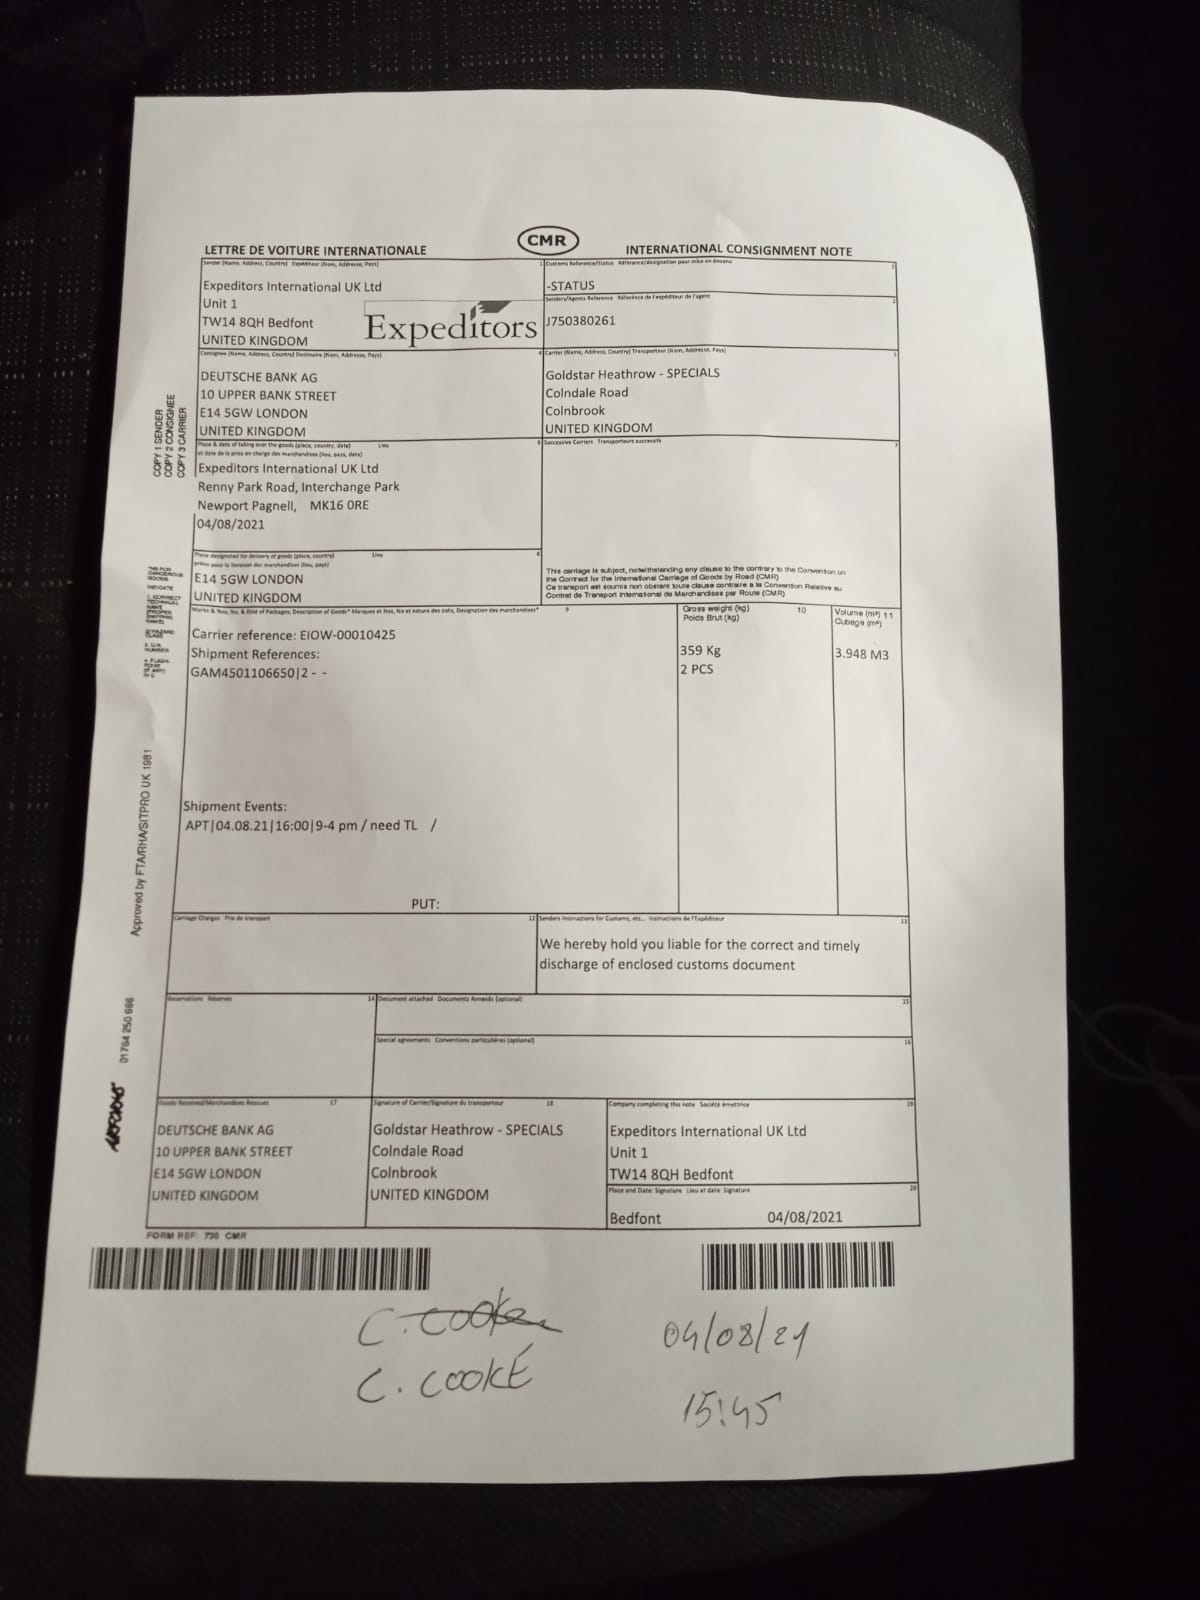 CMR
LETTRE DE VOITURE INTERNATIONALE
INTERNATIONAL CONSIGNMENT NOTE
Sender (Name, Address, Country) Expéditeur (Nom, Addresse, Pays) 1
Expeditors International UK Ltd
Unit 1
TW14 8QH Bedfont
UNITED KINGDOM
Expeditors
Customs Reference/Status 2
-STATUS
Senders/Agents Reference Référence de l'expéditeur de l'agent 3
J750380261
Consignee (Name, Address, Country) Destinaire (Nom, Addresse, Pays) 4
DEUTSCHE BANK AG
10 UPPER BANK STREET
E14 5GW LONDON
UNITED KINGDOM
Carrier (Name, Address, Country) Transporteur (Nom, Addresse, Pays) 5
Goldstar Heathrow - SPECIALS
Colndale Road
Colnbrook
UNITED KINGDOM
COPY 1 SENDER
COPY 2 CONSIGNEE
COPY 3 CARRIER
Place & date of taking over the goods (place, country, date) Lieu 6
et date de la prise en charge des marchandises (lieu, pays, date)
Expeditors International UK Ltd
Renny Park Road, Interchange Park
Newport Pagnell, MK16 0RE
04/08/2021
Successive Carriers Transporteurs successifs 7
Place designated for delivery of goods (place, country) Lieu 8
prévu pour la livraison des marchandises (lieu, pays)
E14 5GW LONDON
UNITED KINGDOM
This carriage is subject, notwithstanding any clause to the contrary to the Convention on
the Contract for the International Carriage of Goods by Road (CMR)
Ce transport est soumis non obstant toute clause contraire a la Convention Relative au
Contrat de Transport International de Marchandises par Route (CMR)
Marks & Nos, No. & Kind of Packages; Description of Goods* Marques et Nos, No et nature des colis, Designation des marchandises* 9
Gross weight (kg) 10
Poids Brut (kg)
Volume (m³) 11
Cubage (m³)
Carrier reference: EIOW-00010425
Shipment References:
GAM4501106650|2 - -
359 Kg
2 PCS
3.948 M3
Shipment Events:
APT|04.08.21|16:00|9-4 pm / need TL /
PUT:
Approved by FTA/RHA/SITPRO UK 1981
01764 250 666
Carriage Charges Prix de transport 12
Senders Instructions for Customs, etc... Instructions de l'Expéditeur 13
We hereby hold you liable for the correct and timely
discharge of enclosed customs document
Reservations Réserves 14
Document attached Documents Annexés (optional) 15
Special agreements Conventions particulières (optional) 16
Goods Received/Marchandises 17
DEUTSCHE BANK AG
10 UPPER BANK STREET
E14 5GW LONDON
UNITED KINGDOM
Signature of Carrier/Signature du transporteur 18
Goldstar Heathrow - SPECIALS
Colndale Road
Colnbrook
UNITED KINGDOM
Company completing this note Société émettrice 19
Expeditors International UK Ltd
Unit 1
TW14 8QH Bedfont
Place and Date: Signature Lieu et date: Signature 20
Bedfont 04/08/2021
FORM REF: 730 CMR
C. COOKE
C. COOKE
04/08/21
15:45